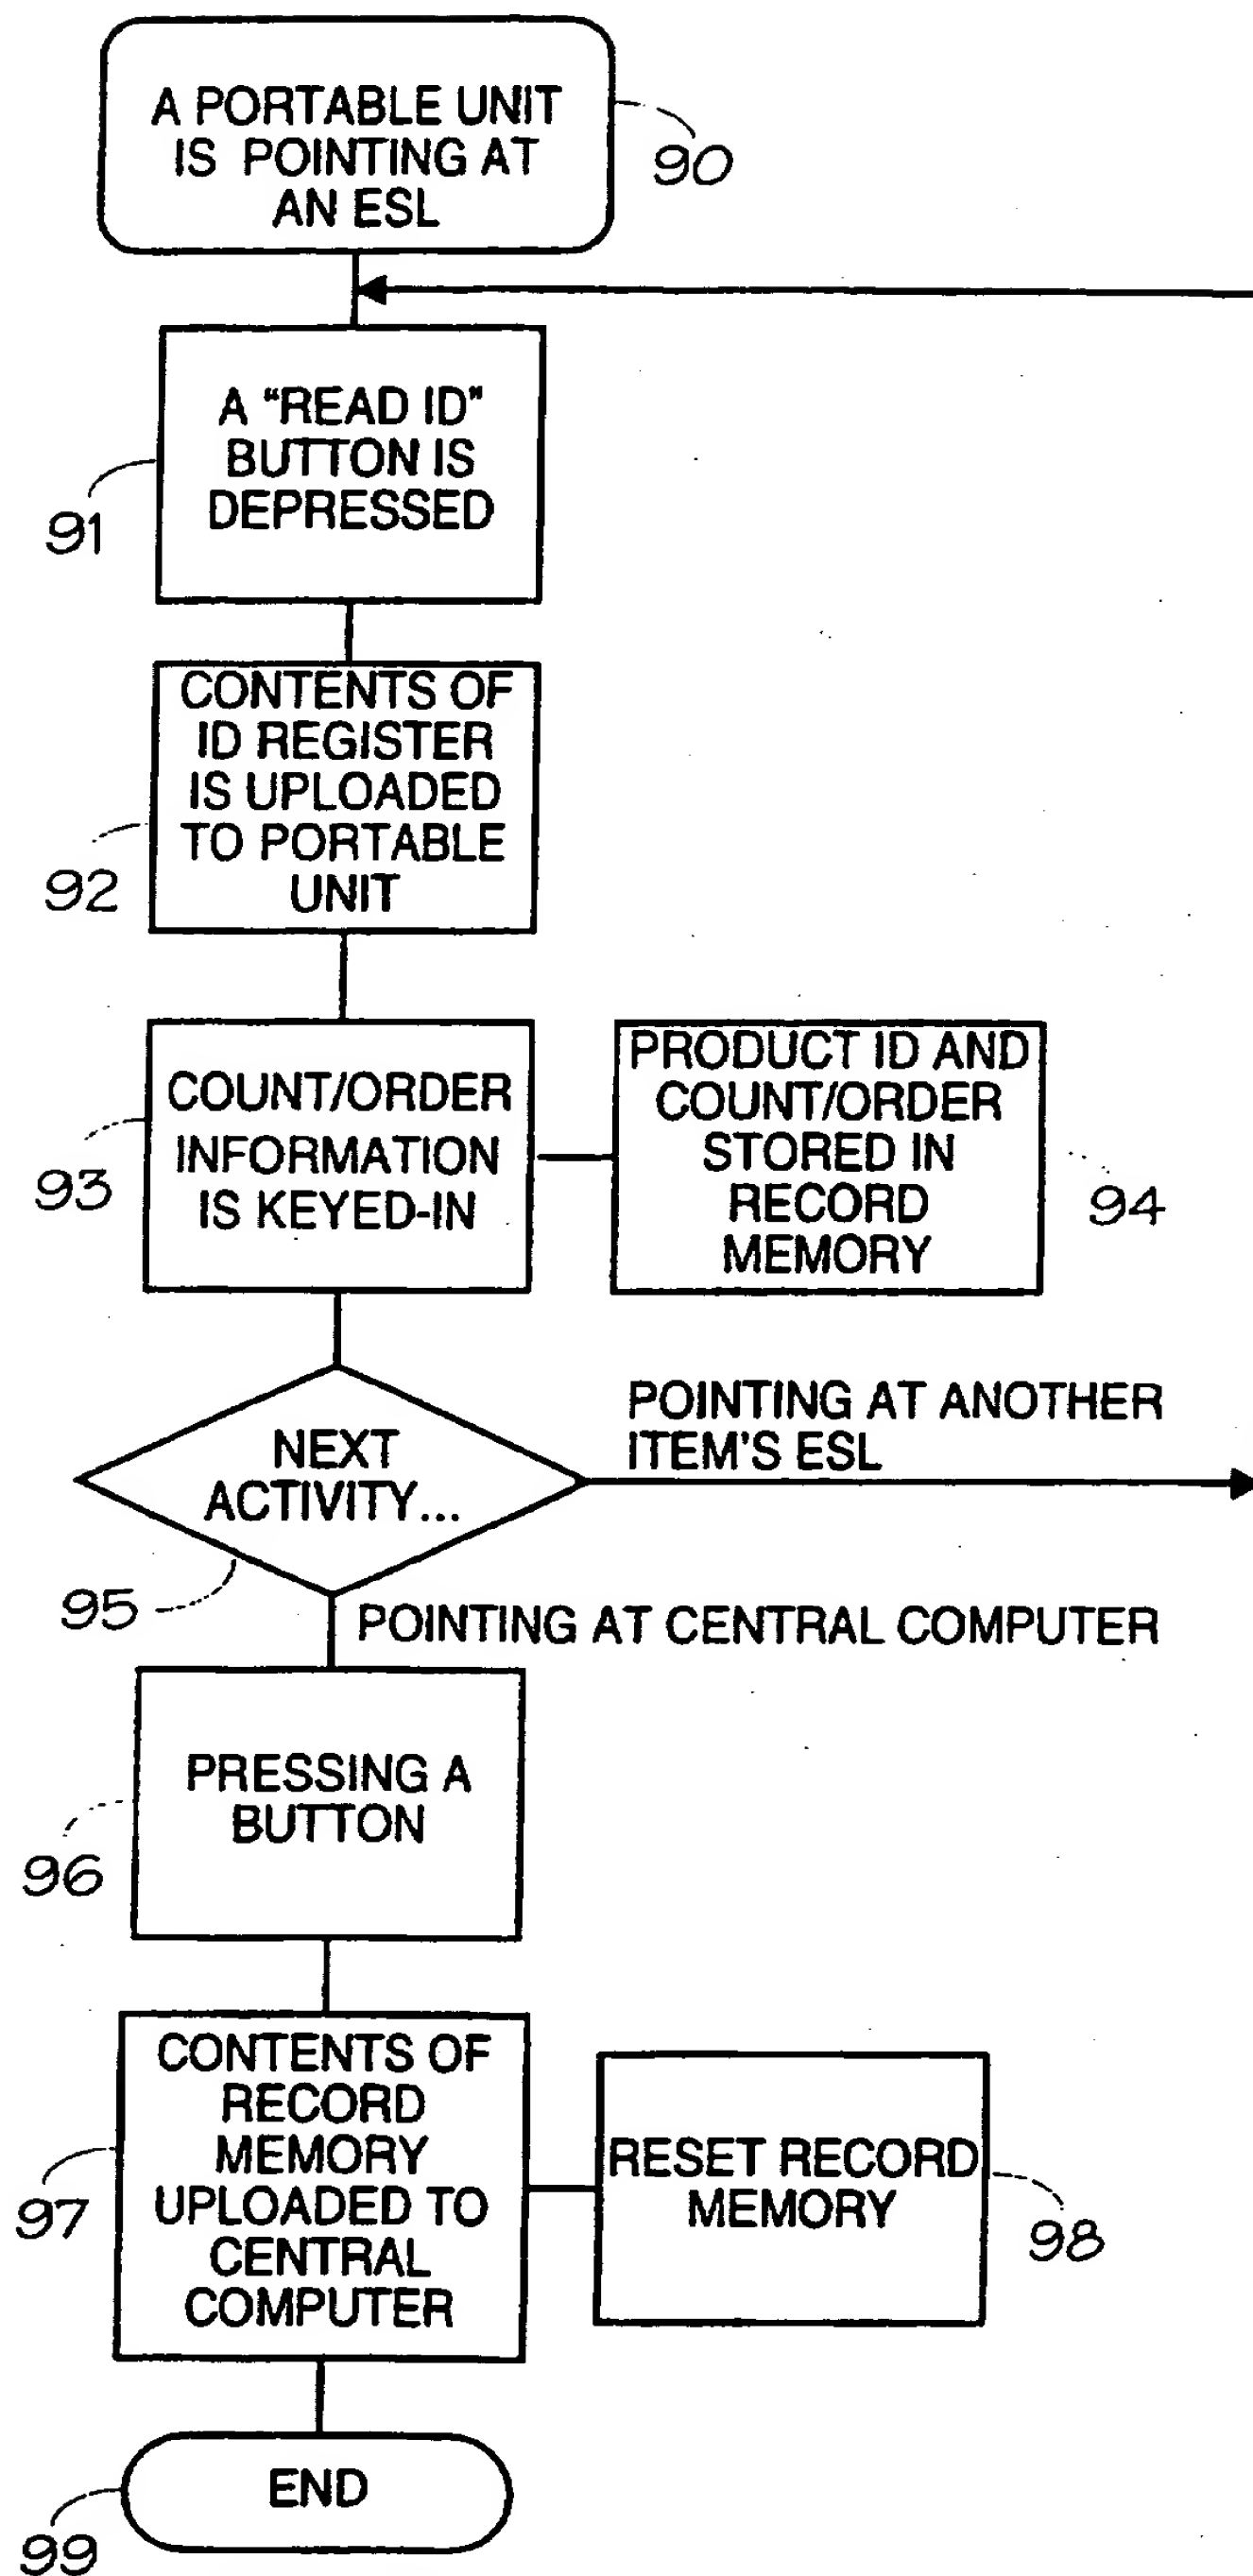 A PORTABLE UNIT
IS POINTING AT
AN ESL
90
A "READ ID"
BUTTON IS
DEPRESSED
91
CONTENTS OF
ID REGISTER
IS UPLOADED
TO PORTABLE
UNIT
92
COUNT/ORDER
INFORMATION
IS KEYED-IN
93
PRODUCT ID AND
COUNT/ORDER
STORED IN
RECORD
MEMORY
94
NEXT
ACTIVITY...
95
POINTING AT ANOTHER
ITEM'S ESL
POINTING AT CENTRAL COMPUTER
PRESSING A
BUTTON
96
CONTENTS OF
RECORD
MEMORY
UPLOADED TO
CENTRAL
COMPUTER
97
RESET RECORD
MEMORY
98
END
99